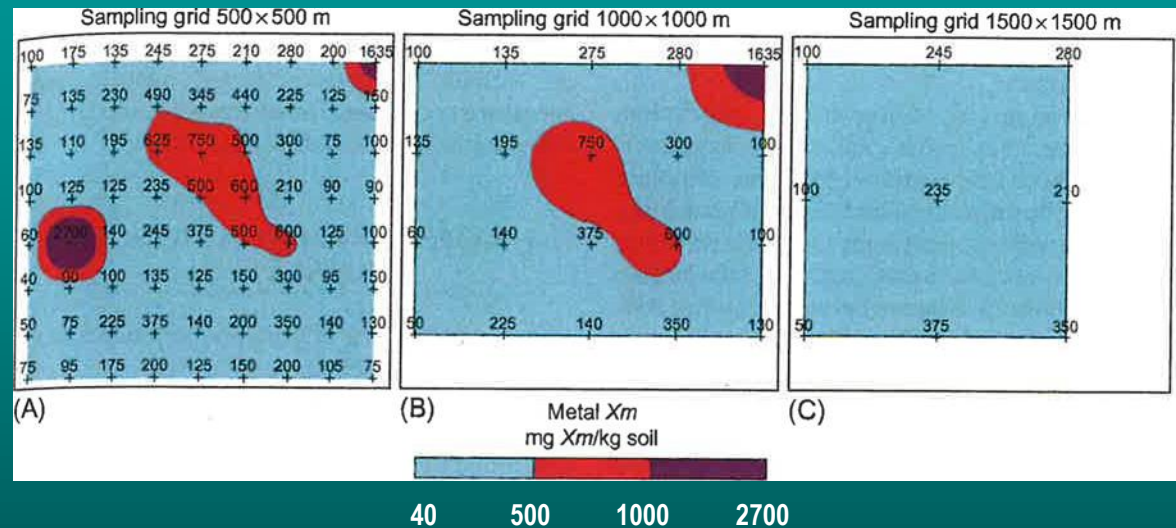 Sampling grid 500×500 m
100 175 135 245 275 210 280 200 1635
75 135 230 490 345 440 225 125 150
135 110 195 625 750 500 300 75 100
100 125 125 235 500 600 210 90 90
60 2700 140 245 375 500 600 125 100
40 90 100 135 125 150 300 95 150
50 75 225 375 140 200 350 140 130
75 95 175 200 125 150 200 105 75
(A)
Sampling grid 1000×1000 m
100 135 275 280 1635
125 195 750 300 100
60 140 375 600 100
50 225 140 350 130
(B)
Sampling grid 1500×1500 m
100 245 280
100 235 210
50 375 350
(C)
Metal Xm
mg Xm/kg soil
40 500 1000 2700